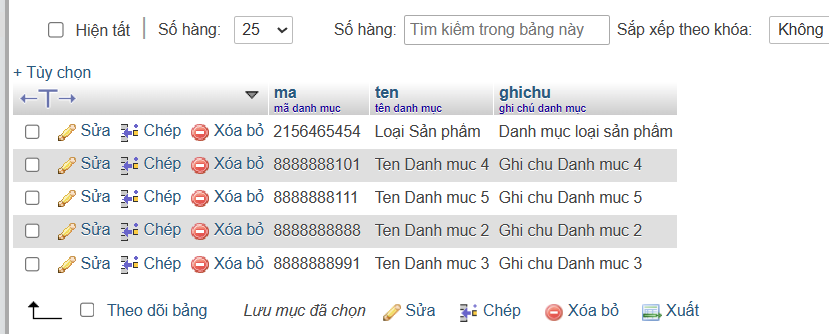 Hiện tất Số hàng: 25 Số hàng: Tìm kiếm trong bảng này Sắp xếp theo khóa: Không
+ Tùy chọn
←T→ ma ten ghichu
mã danh mục tên danh mục ghi chú danh mục
Sửa Chép Xóa bỏ 2156465454 Loại Sản phẩm Danh mục loại sản phẩm
Sửa Chép Xóa bỏ 8888888101 Ten Danh muc 4 Ghi chu Danh muc 4
Sửa Chép Xóa bỏ 8888888111 Ten Danh muc 5 Ghi chu Danh muc 5
Sửa Chép Xóa bỏ 8888888888 Ten Danh muc 2 Ghi chu Danh muc 2
Sửa Chép Xóa bỏ 8888888991 Ten Danh muc 3 Ghi chu Danh muc 3
Theo dõi bảng Lưu mục đã chọn Sửa Chép Xóa bỏ Xuất